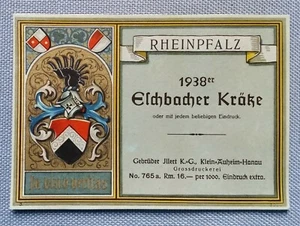 RHEINPFALZ
1938er
Eschbacher Krätze
oder mit jedem beliebigen Eindruck.
Gebrüder Illert K.-G., Klein-Auheim-Hanau
Grossdruckerei
No. 765 a. Rm. 16.— per 1000. Eindruck extra.